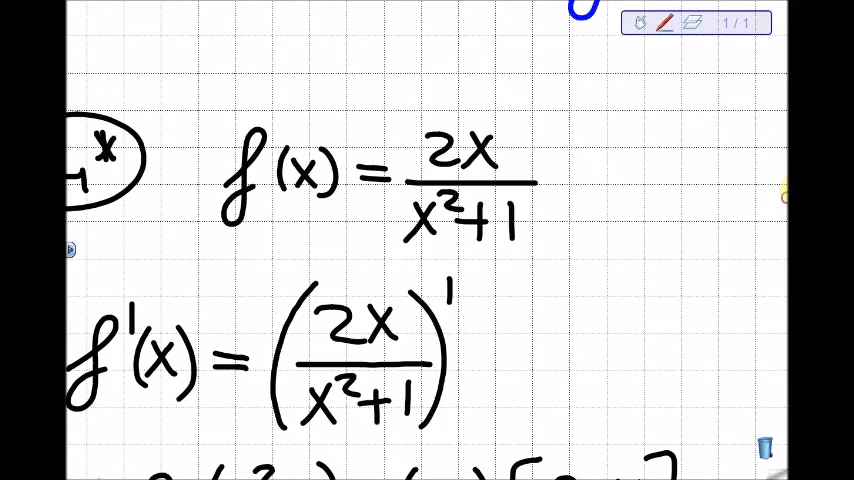 1 / 1
f(x) = 2x / x²+1
f'(x) = (2x / x²+1)'